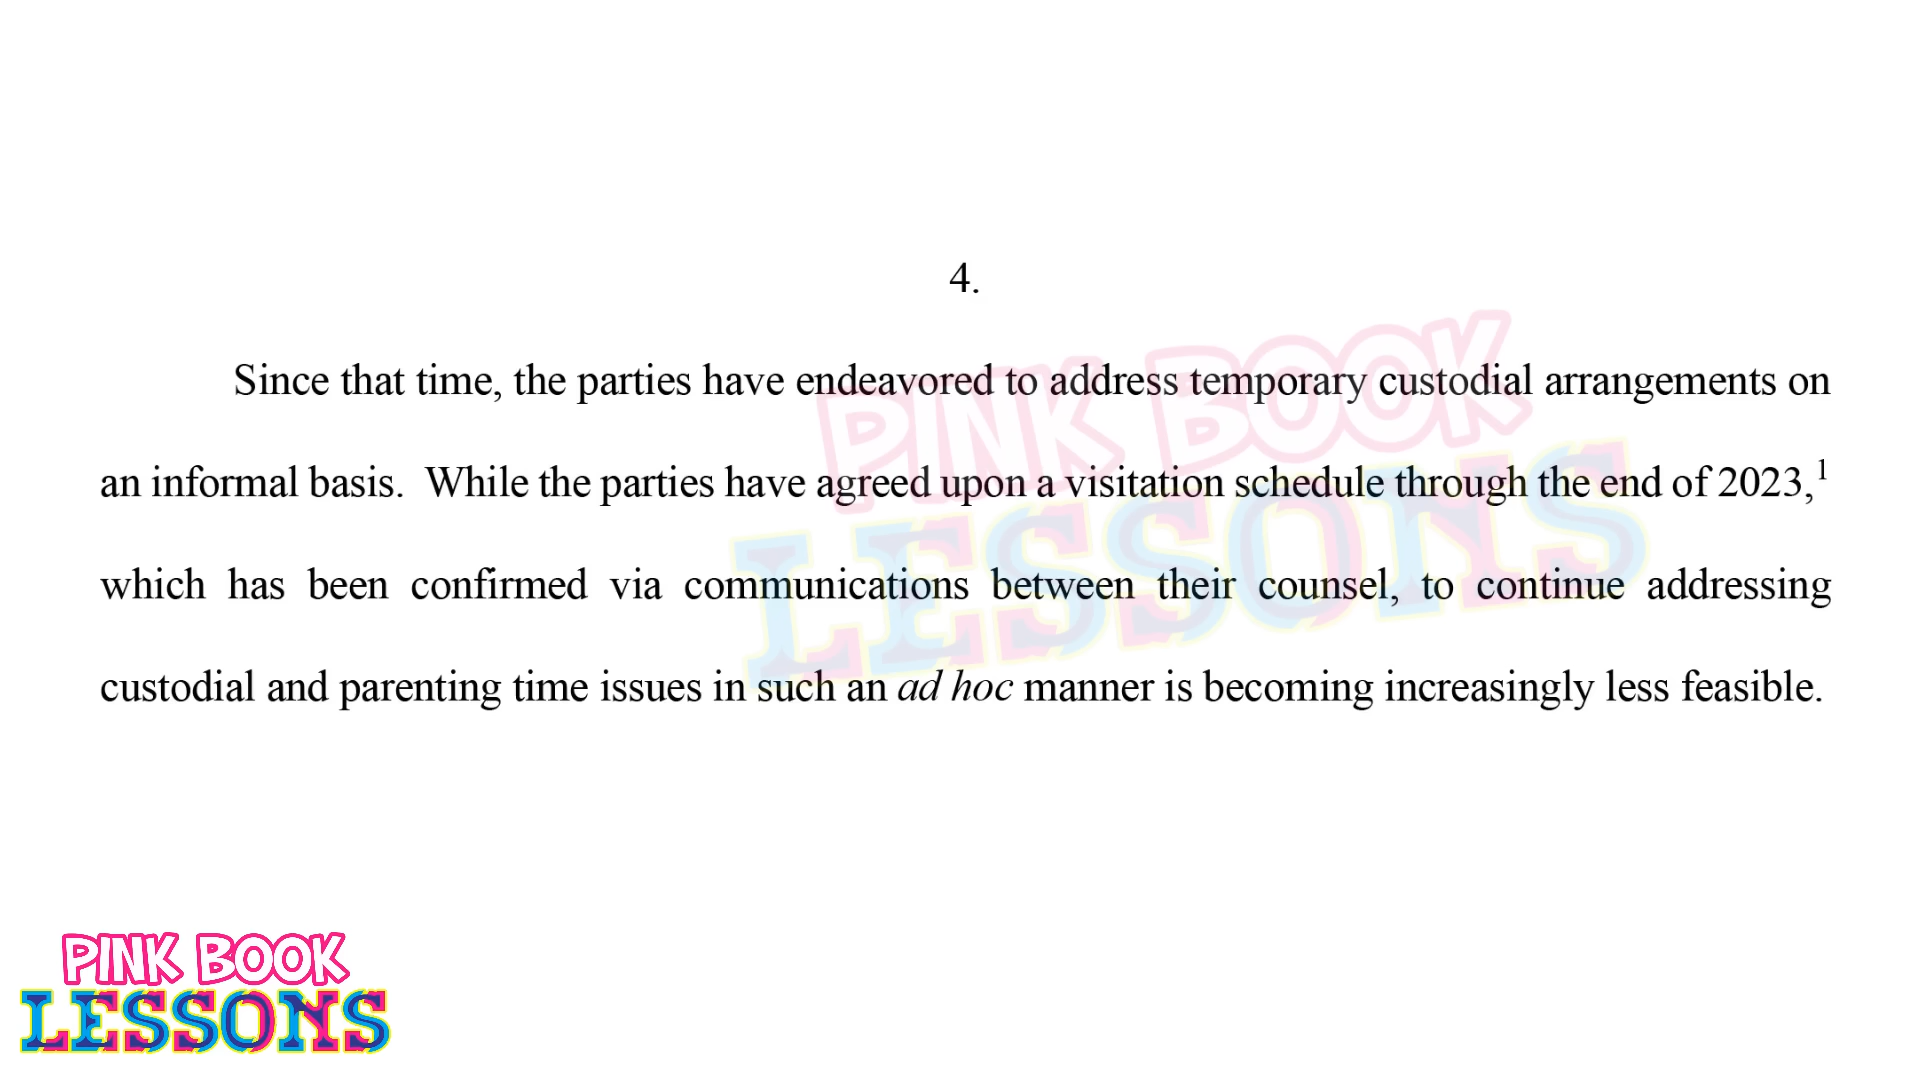 4.
Since that time, the parties have endeavored to address temporary custodial arrangements on
an informal basis.  While the parties have agreed upon a visitation schedule through the end of 2023,¹
which has been confirmed via communications between their counsel, to continue addressing
custodial and parenting time issues in such an ad hoc manner is becoming increasingly less feasible.
PINK BOOK
LESSONS
PINK BOOK
LESSONS